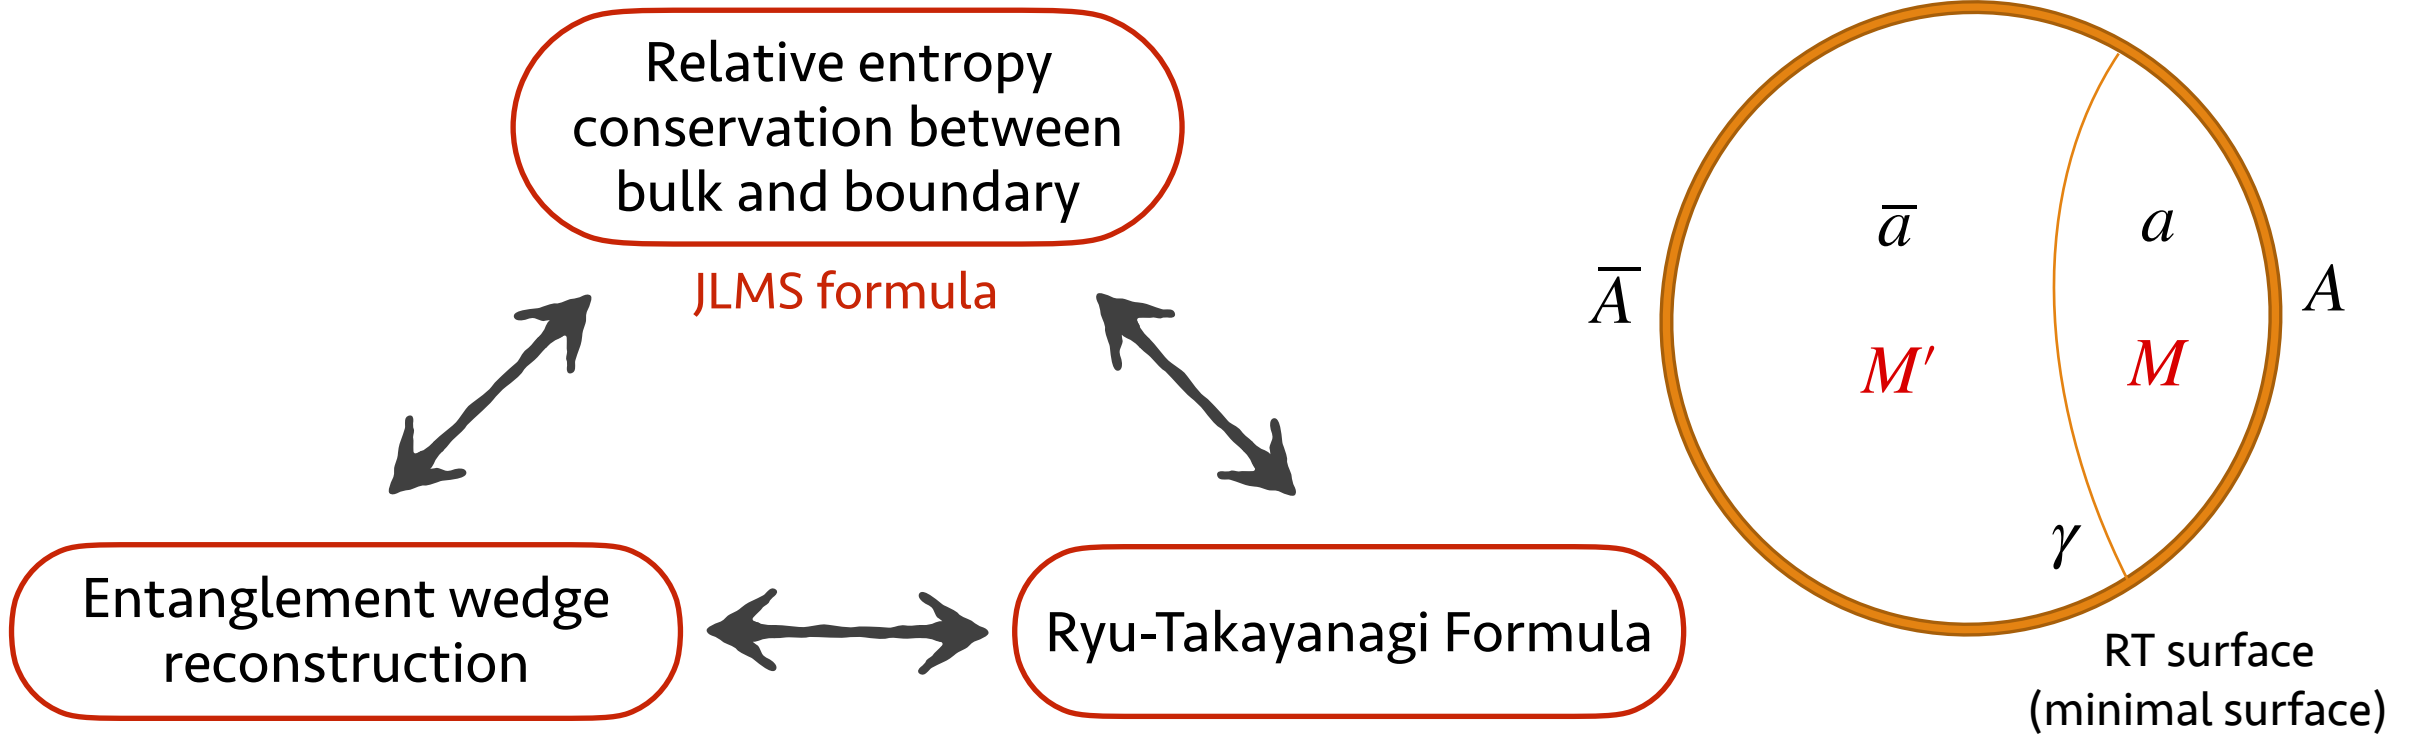 Relative entropy
conservation between
bulk and boundary
JLMS formula
Entanglement wedge
reconstruction
Ryu-Takayanagi Formula
A̅
a̅
a
A
M′
M
γ
RT surface
(minimal surface)